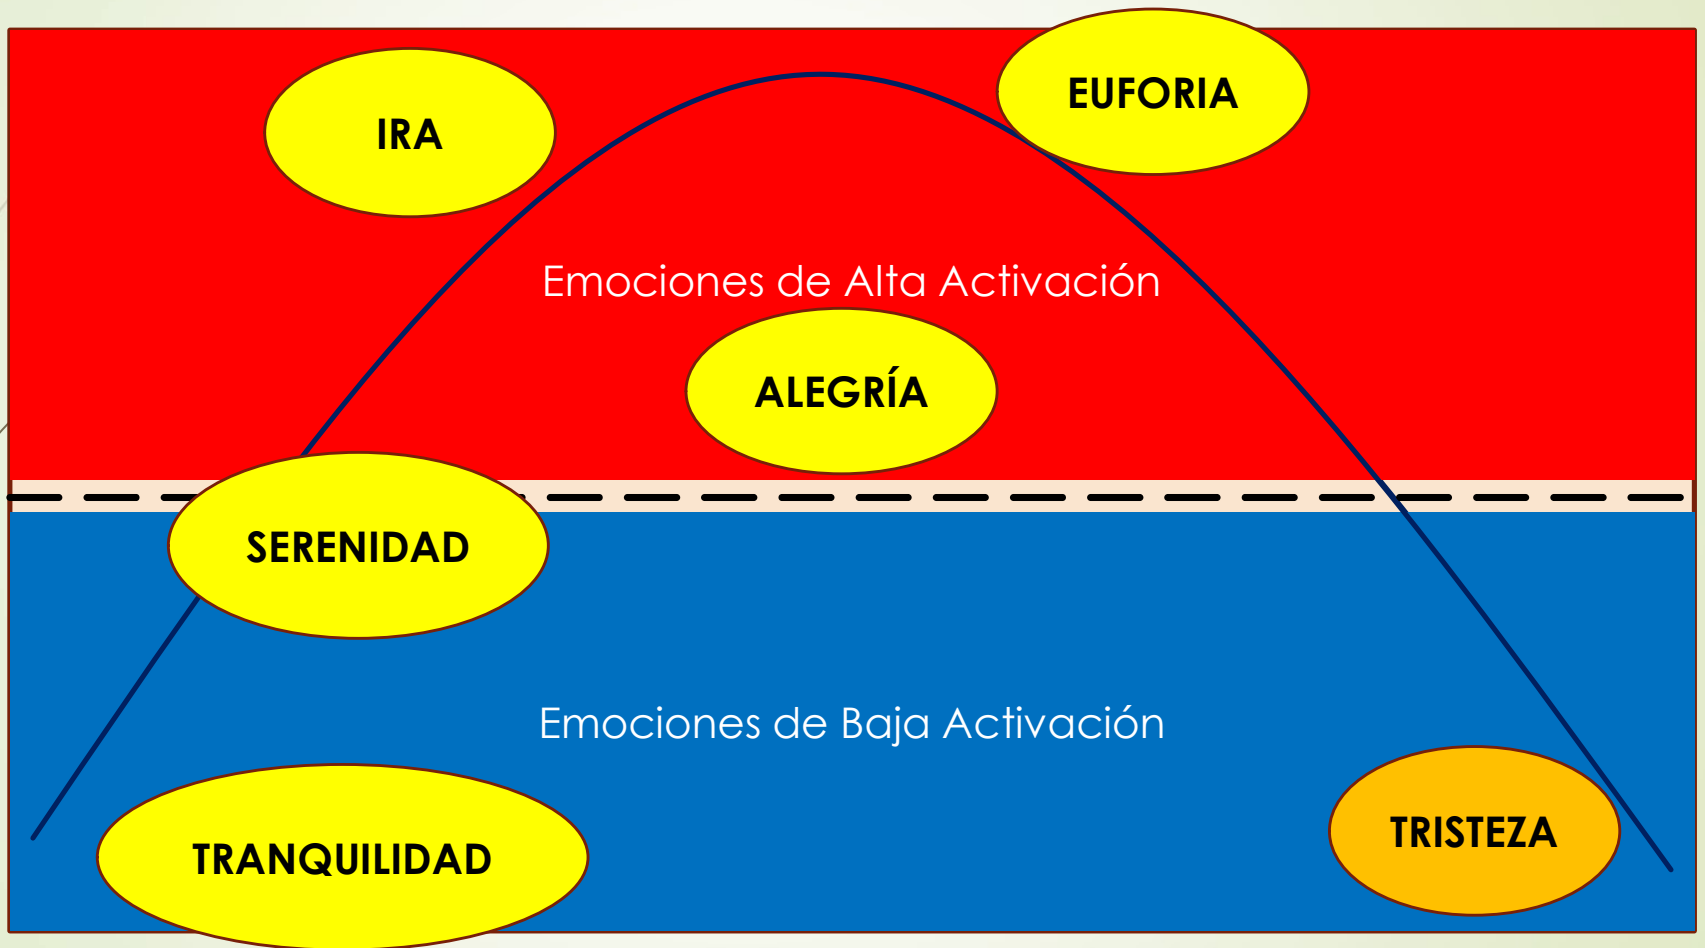 EUFORIA
IRA
Emociones de Alta Activación
ALEGRÍA
SERENIDAD
Emociones de Baja Activación
TRISTEZA
TRANQUILIDAD